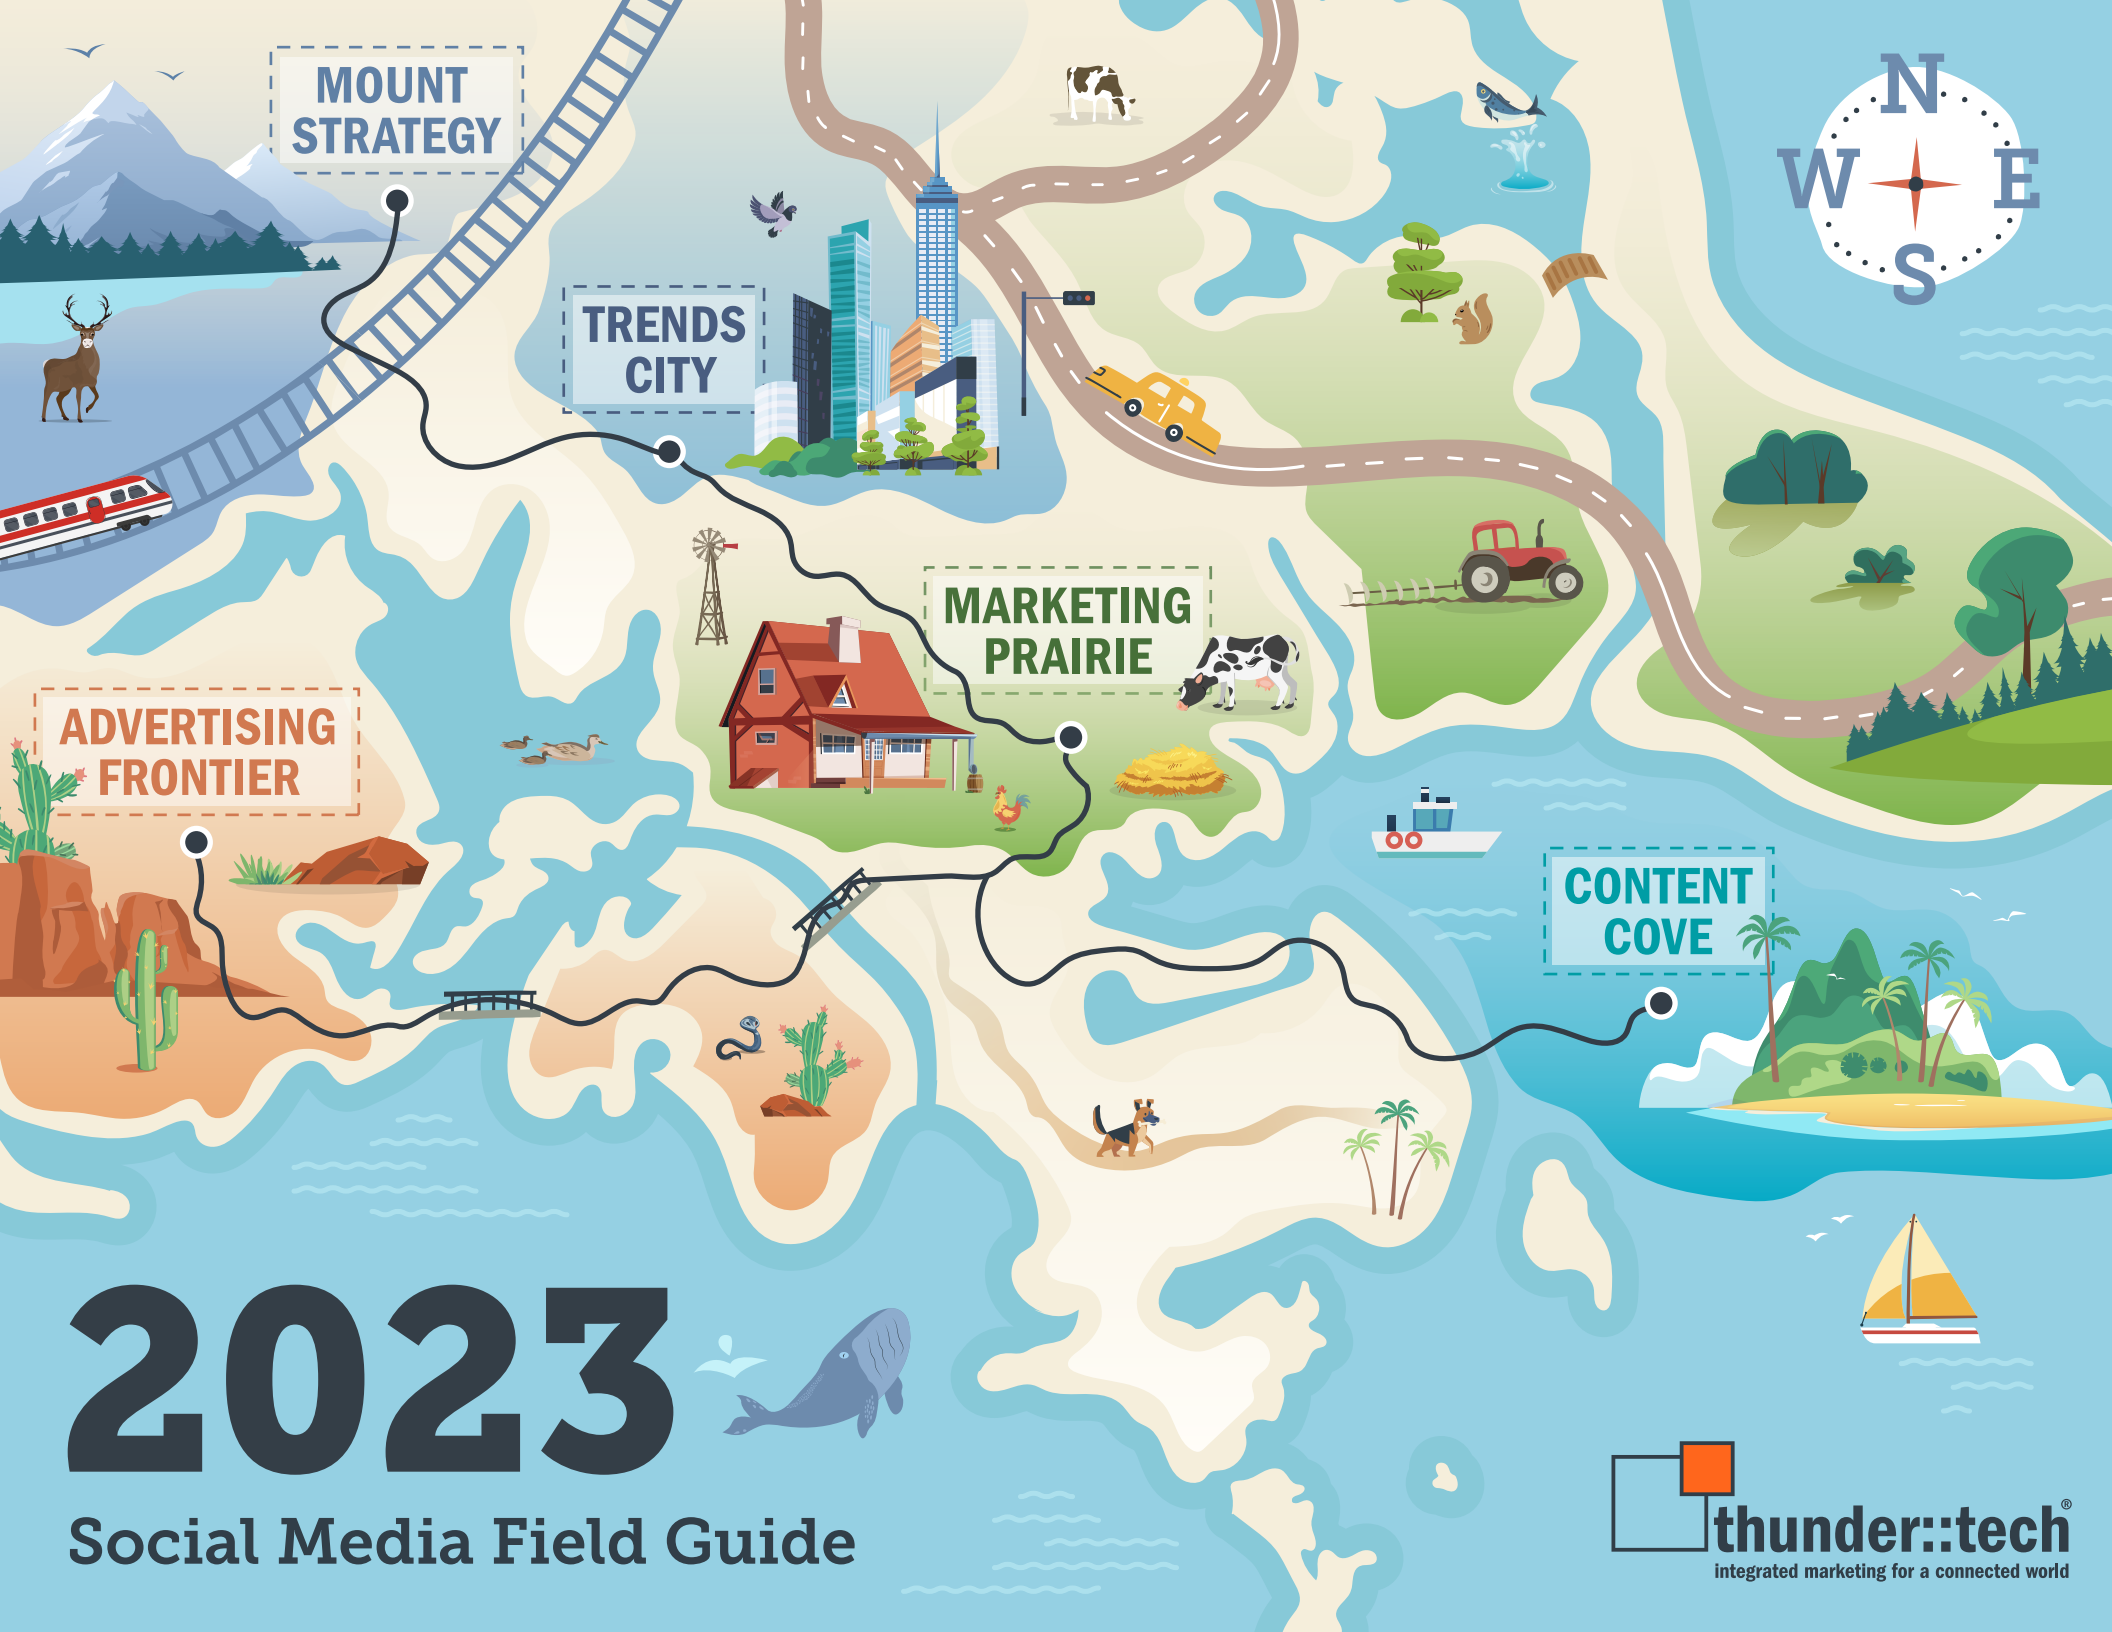 MOUNT
STRATEGY
N
W
E
S
TRENDS
CITY
MARKETING
PRAIRIE
ADVERTISING
FRONTIER
CONTENT
COVE
2023
Social Media Field Guide
thunder::tech®
integrated marketing for a connected world